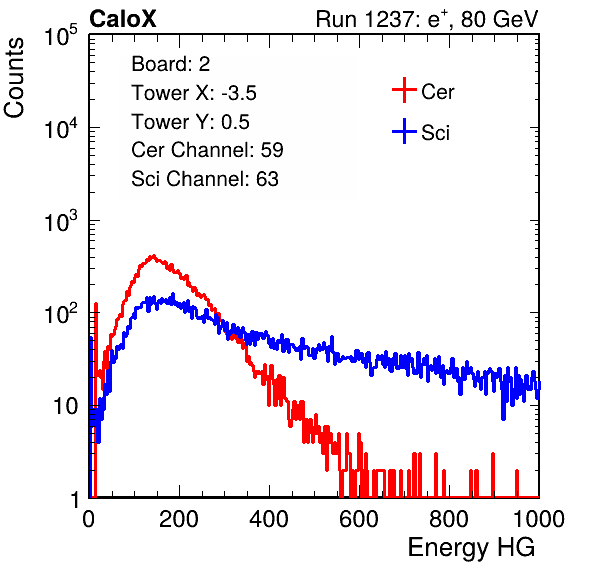 CaloX Run 1237: e⁺, 80 GeV
Counts
Board: 2
Tower X: -3.5
Tower Y: 0.5
Cer Channel: 59
Sci Channel: 63
Cer
Sci
10⁵
10⁴
10³
10²
10
1
0 200 400 600 800 1000
Energy HG